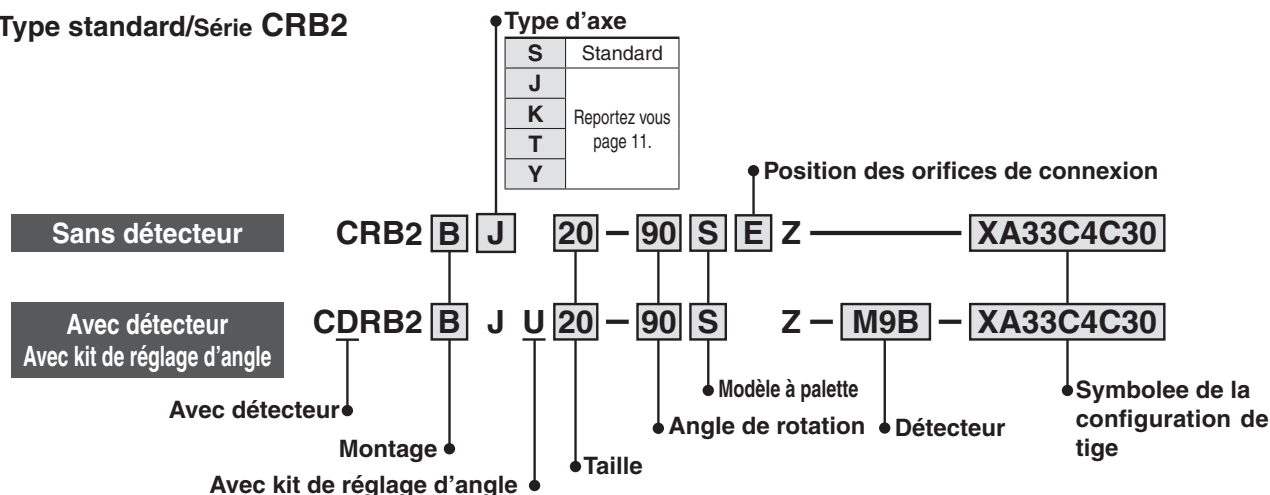 Type standard/Série CRB2
Type d'axe
S Standard
J
K
T
Y
Reportez vous
page 11.
Position des orifices de connexion
Sans détecteur
CRB2 B J 20 – 90 S E Z XA33C4C30
Avec détecteur
Avec kit de réglage d'angle
CDRB2 B J U 20 – 90 S Z – M9B – XA33C4C30
Modèle à palette
Symbolee de la
configuration de
tige
Avec détecteur
Angle de rotation
Détecteur
Montage
Taille
Avec kit de réglage d'angle